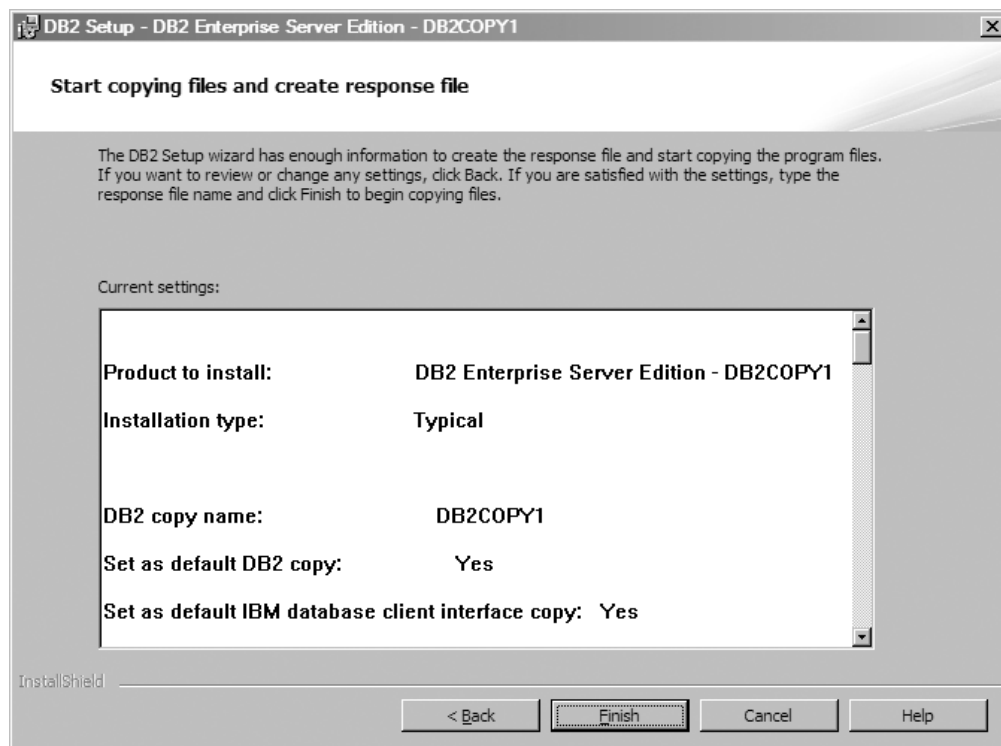 DB2 Setup - DB2 Enterprise Server Edition - DB2COPY1
Start copying files and create response file
The DB2 Setup wizard has enough information to create the response file and start copying the program files.
If you want to review or change any settings, click Back. If you are satisfied with the settings, type the
response file name and click Finish to begin copying files.
Current settings:
Product to install: DB2 Enterprise Server Edition - DB2COPY1
Installation type: Typical
DB2 copy name: DB2COPY1
Set as default DB2 copy: Yes
Set as default IBM database client interface copy: Yes
InstallShield
< Back Finish Cancel Help